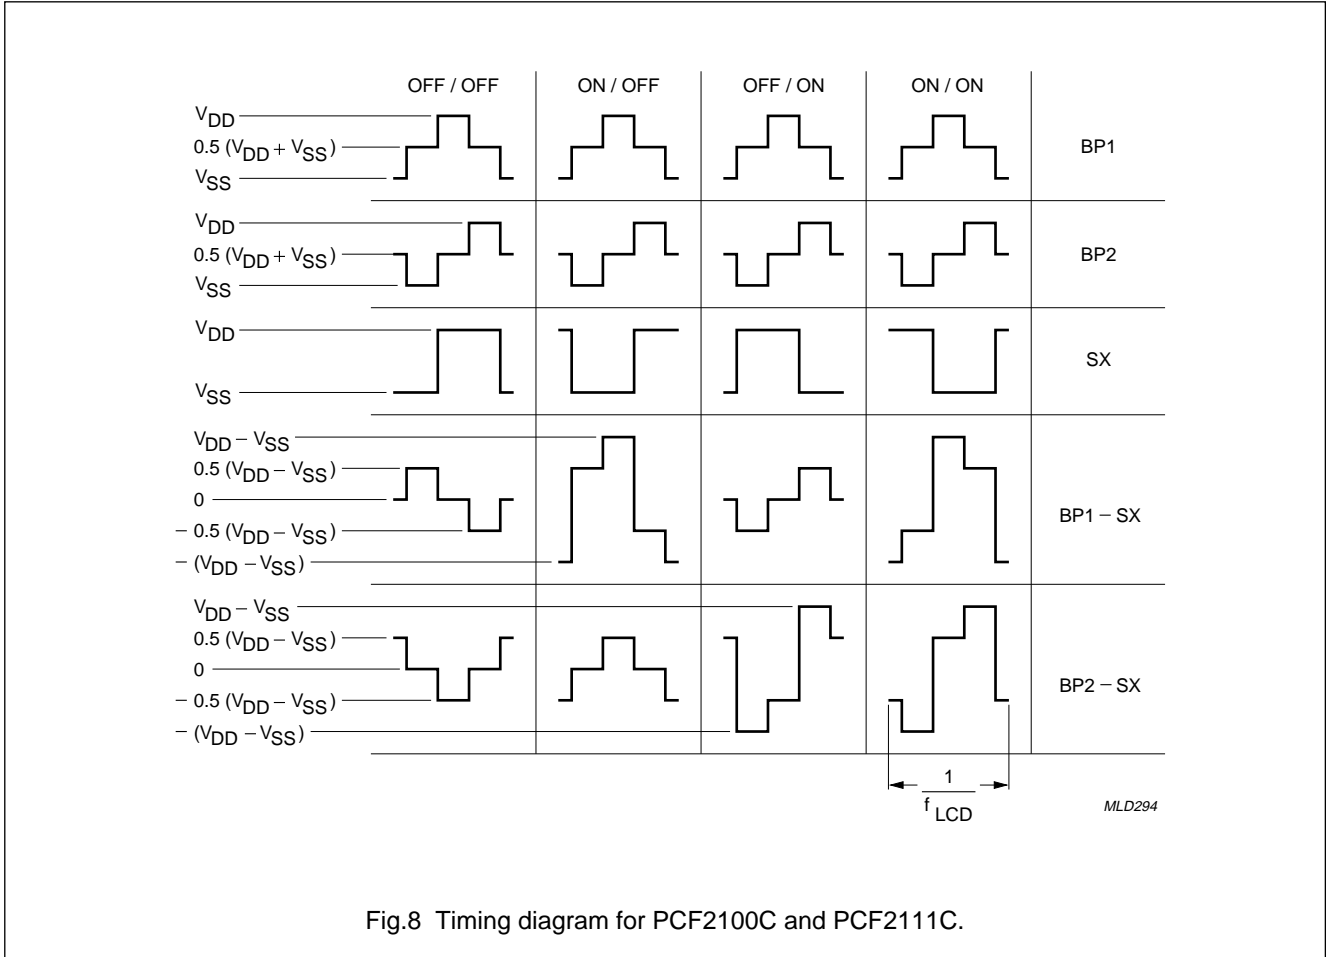 OFF / OFF ON / OFF OFF / ON ON / ON
VDD
0.5 (VDD + VSS)
VSS
BP1
VDD
0.5 (VDD + VSS)
VSS
BP2
VDD
VSS
SX
VDD − VSS
0.5 (VDD − VSS)
0
− 0.5 (VDD − VSS)
− (VDD − VSS)
BP1 − SX
VDD − VSS
0.5 (VDD − VSS)
0
− 0.5 (VDD − VSS)
− (VDD − VSS)
BP2 − SX
1
f LCD
MLD294
Fig.8 Timing diagram for PCF2100C and PCF2111C.